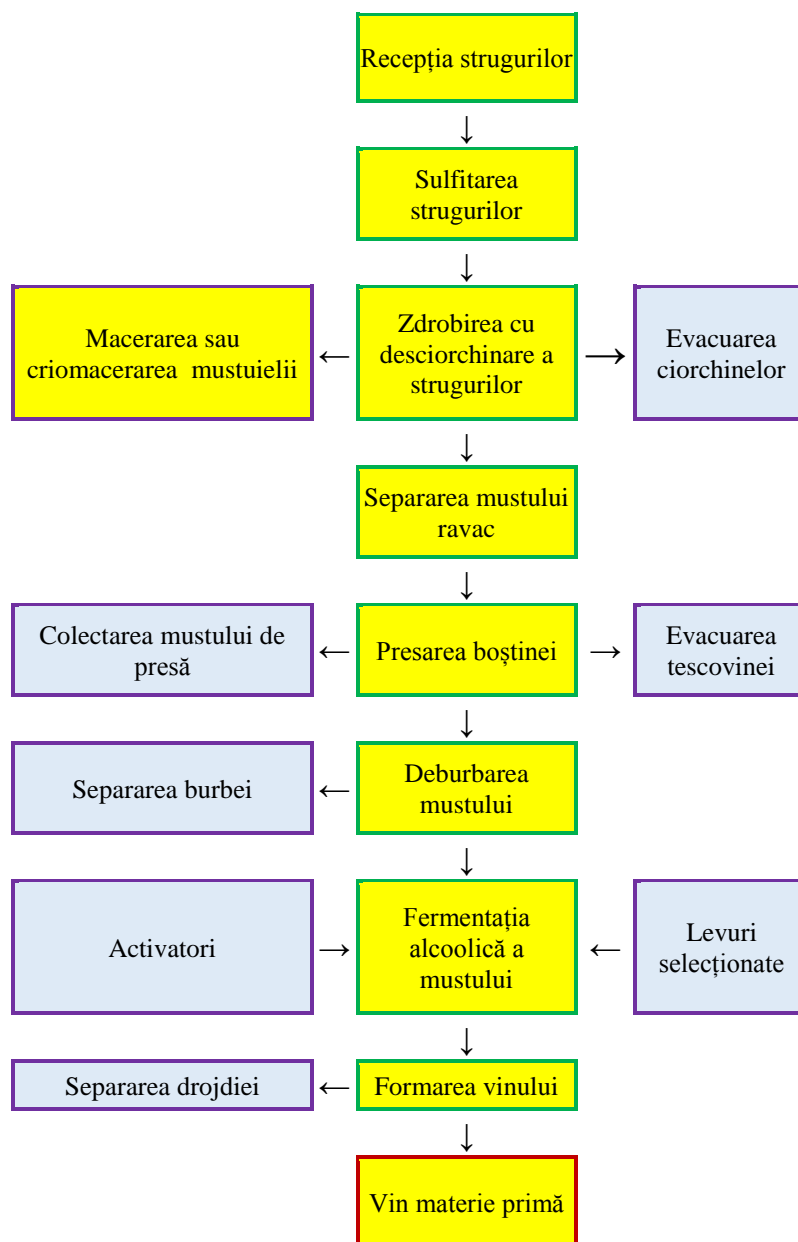 Recepția strugurilor
↓
Sulfitarea
strugurilor
↓
Macerarea sau
criomacerarea mustuielii
←
Zdrobirea cu
desciorchinare a
strugurilor
→
Evacuarea
ciorchinelor
↓
Separarea mustului
ravac
↓
Colectarea mustului de
presă
←
Presarea boștinei
→
Evacuarea
tescovinei
↓
Separarea burbei
←
Deburbarea
mustului
↓
Activatori
→
Fermentația
alcoolică a
mustului
←
Levuri
selecționate
↓
Separarea drojdiei
←
Formarea vinului
↓
Vin materie primă